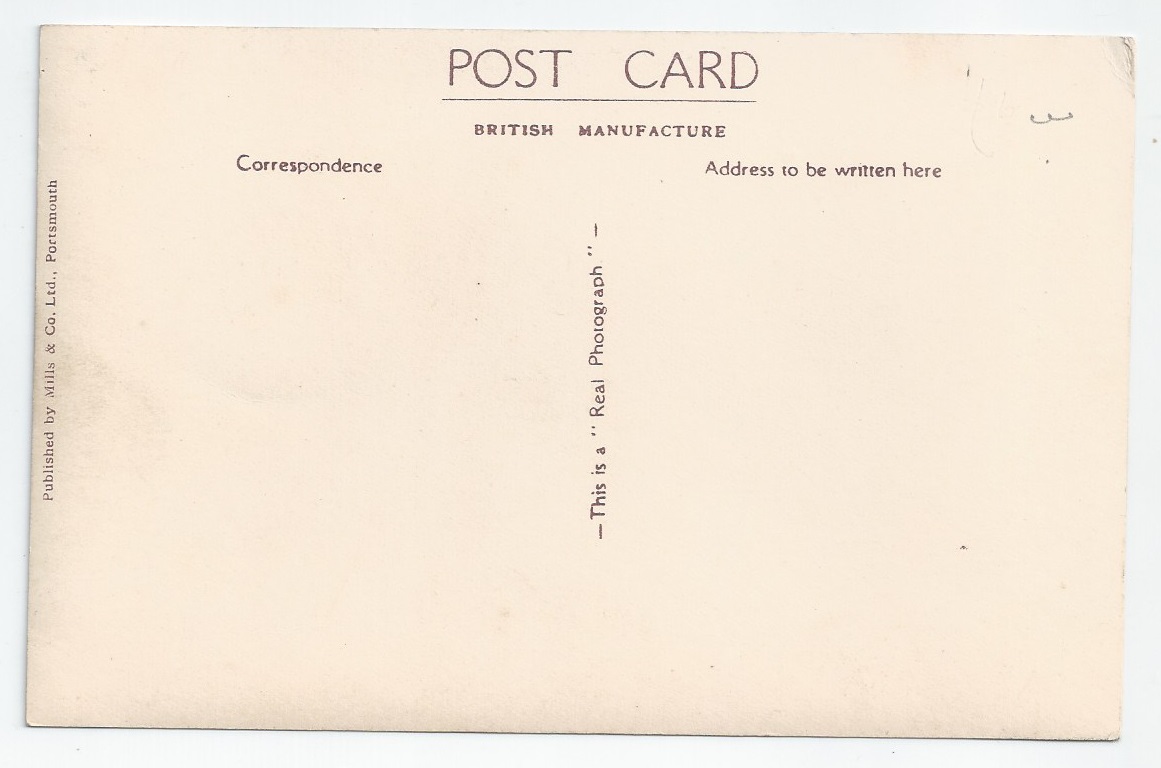 POST CARD
BRITISH MANUFACTURE
Correspondence
Address to be written here
Published by Mills & Co. Ltd., Portsmouth
—This is a "Real Photograph"—